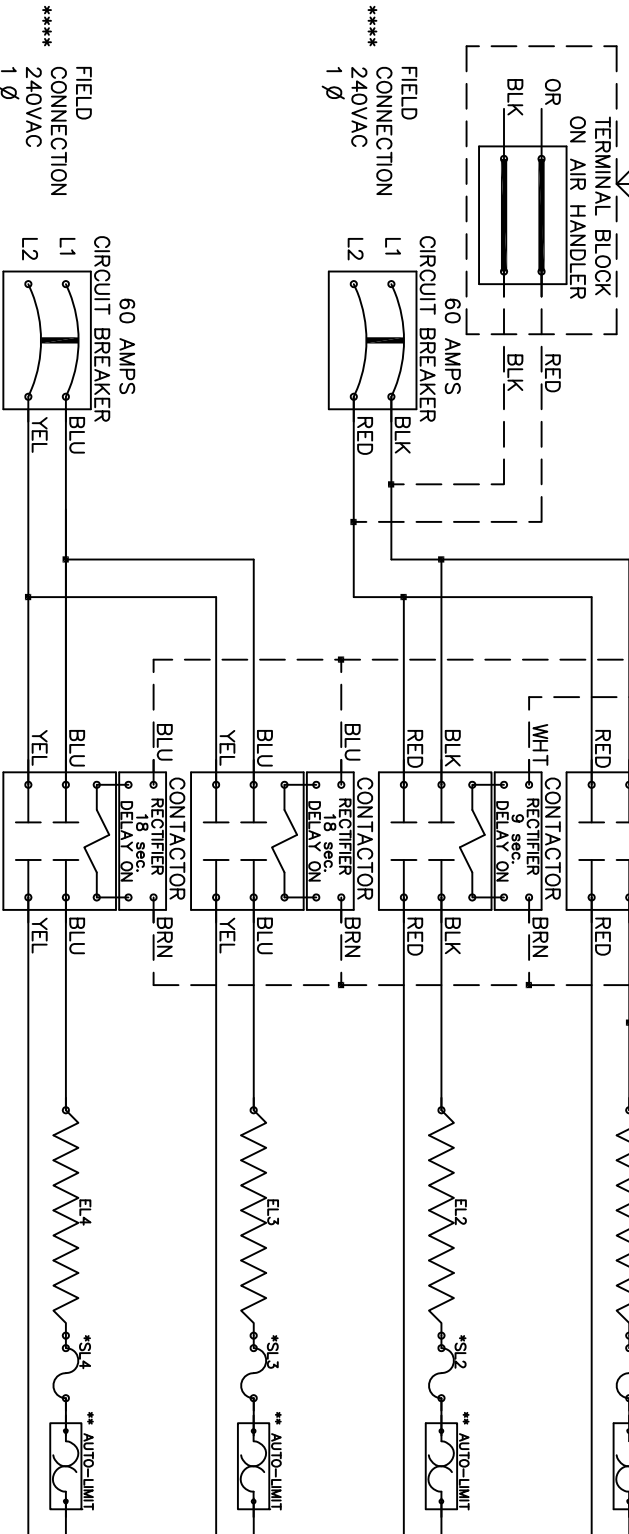 TERMINAL BLOCK
ON AIR HANDLER
OR
BLK
RED
BLK
RED
RED
CONTACTOR
WHT
RECTIFIER
9 sec.
DELAY ON
BRN
60 AMPS
CIRCUIT BREAKER
FIELD
**** CONNECTION
240VAC
1 Ø
L1
L2
BLK
RED
BLK
RED
BLK
RED
EL2
*SL2
** AUTO-LIMIT
CONTACTOR
BLU
RECTIFIER
18 sec.
DELAY ON
BRN
BLU
YEL
BLU
YEL
EL3
*SL3
** AUTO-LIMIT
CONTACTOR
BLU
RECTIFIER
18 sec.
DELAY ON
BRN
60 AMPS
CIRCUIT BREAKER
FIELD
**** CONNECTION
240VAC
1 Ø
L1
L2
BLU
YEL
BLU
YEL
BLU
YEL
EL4
*SL4
** AUTO-LIMIT